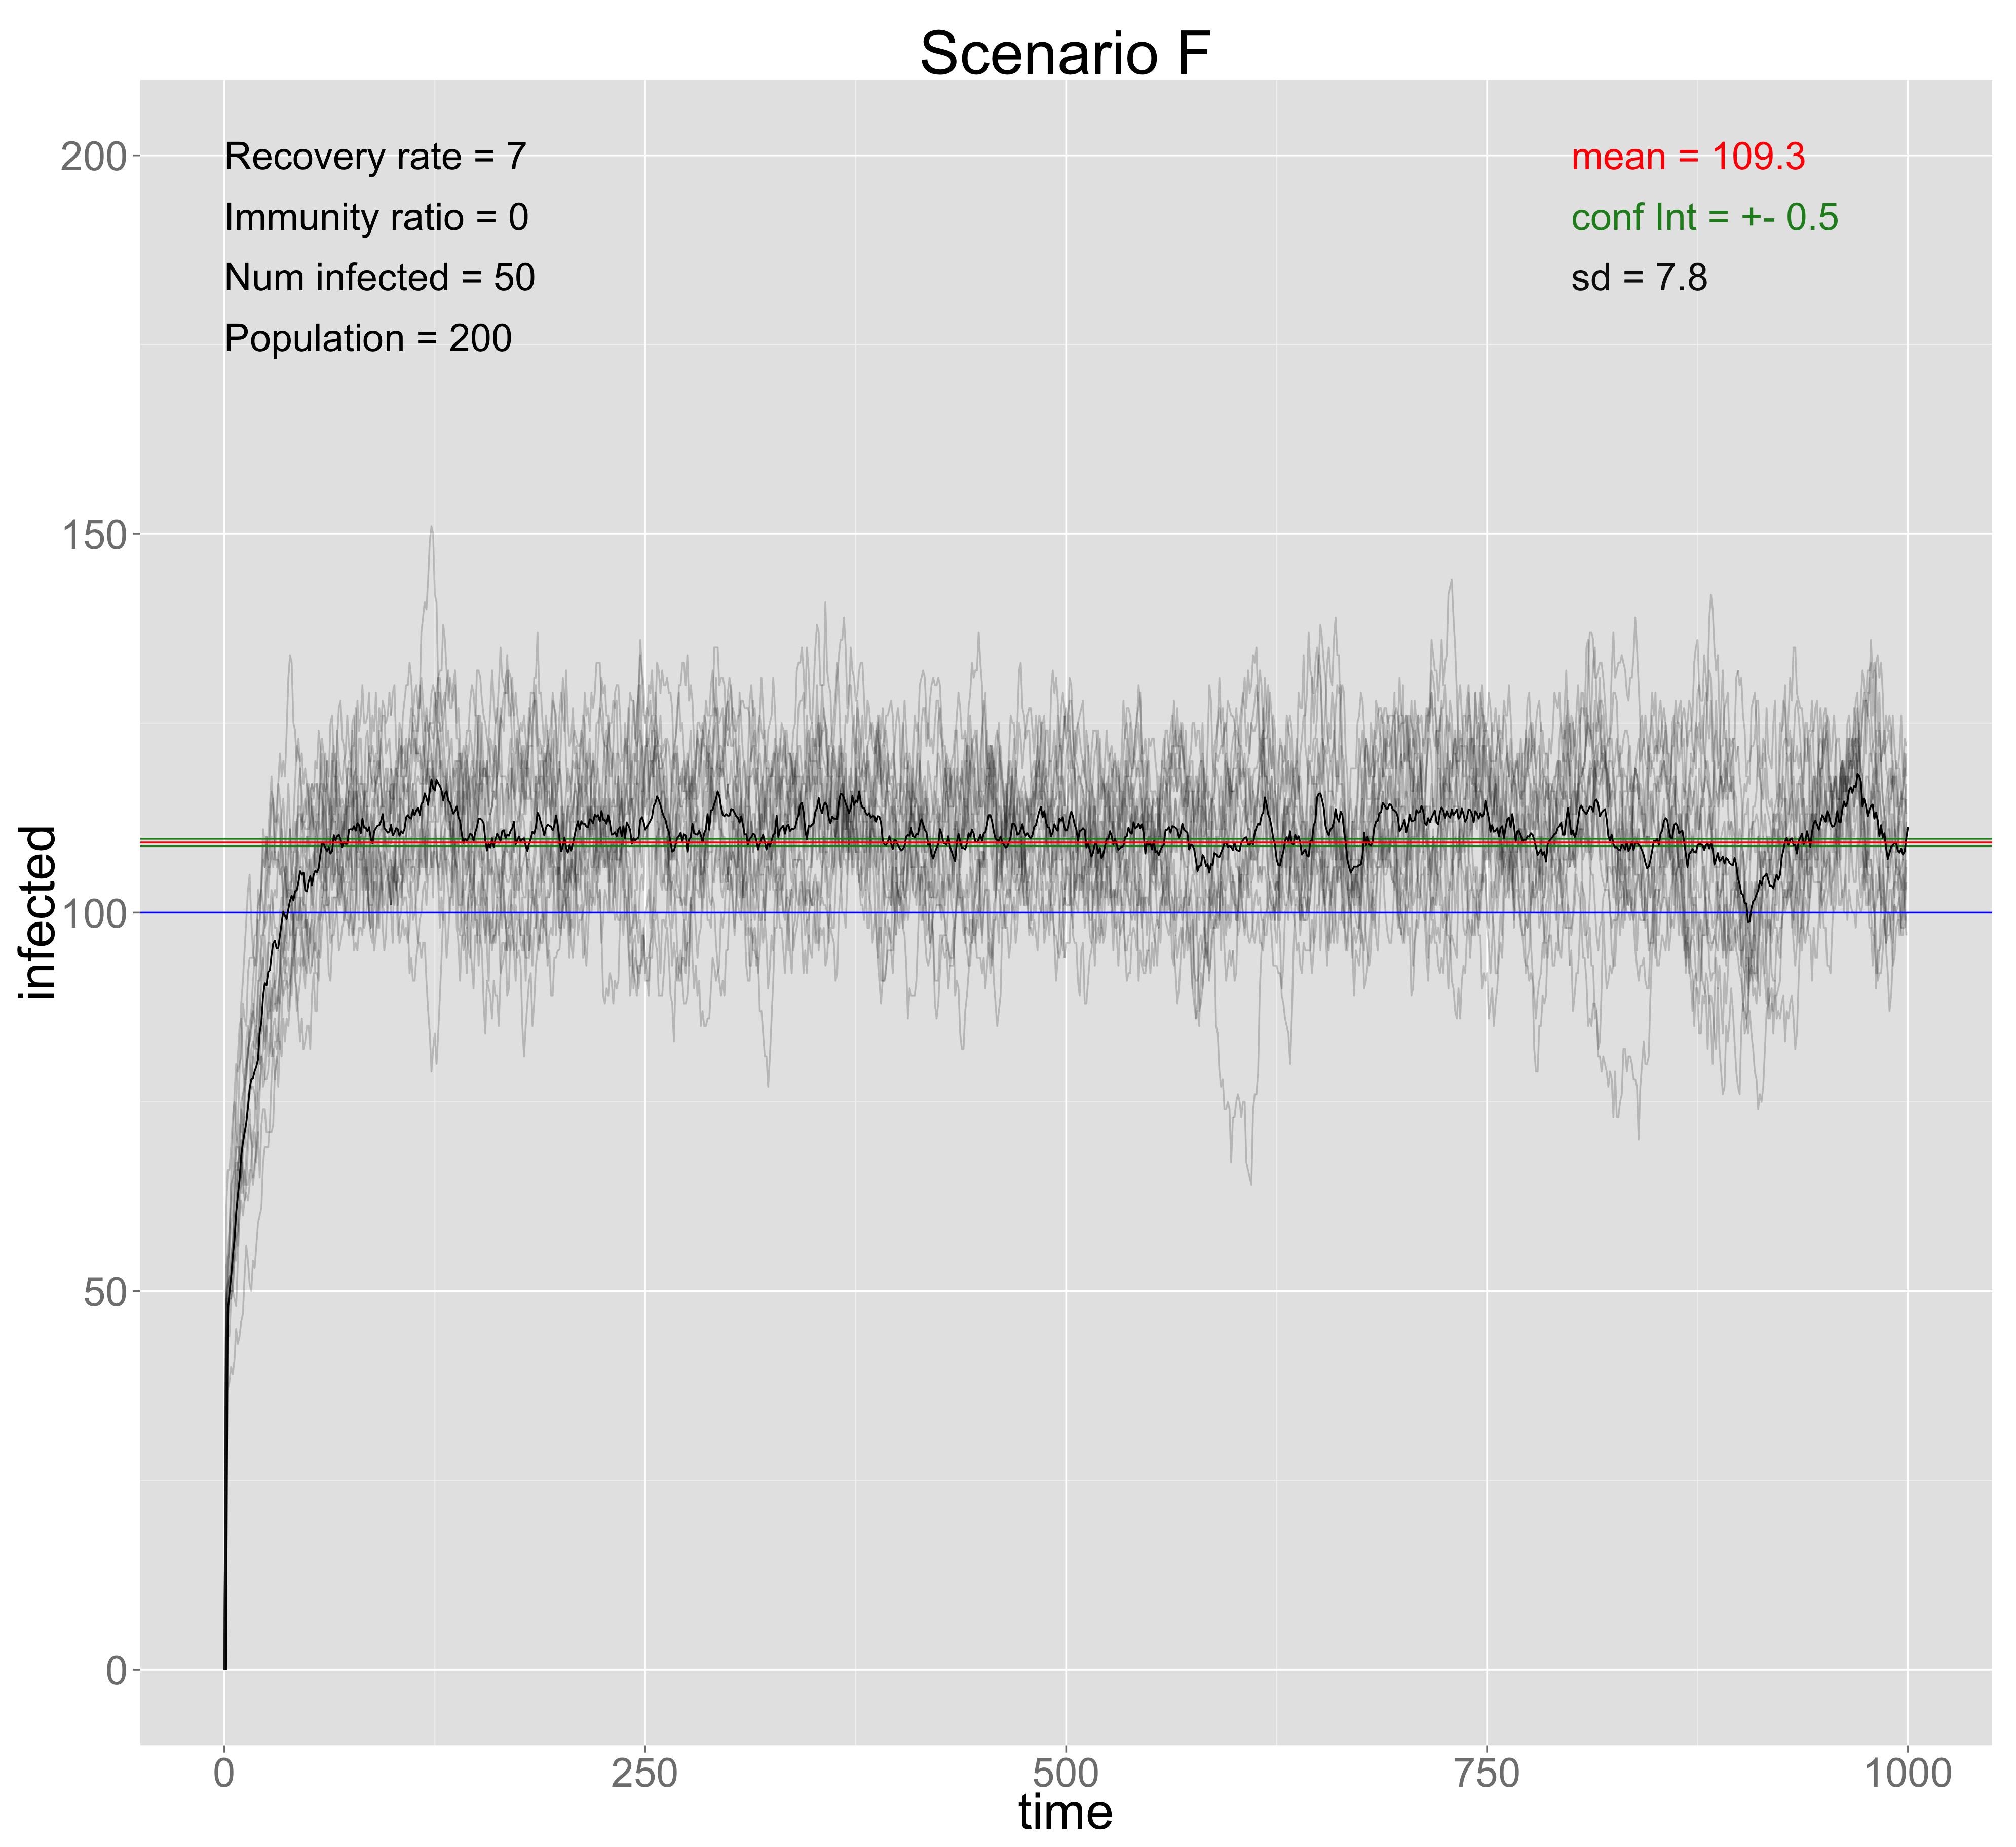 Scenario F
Recovery rate = 7
Immunity ratio = 0
Num infected = 50
Population = 200
mean = 109.3
conf Int = +- 0.5
sd = 7.8
infected
200
150
100
50
0
0 250 500 750 1000
time